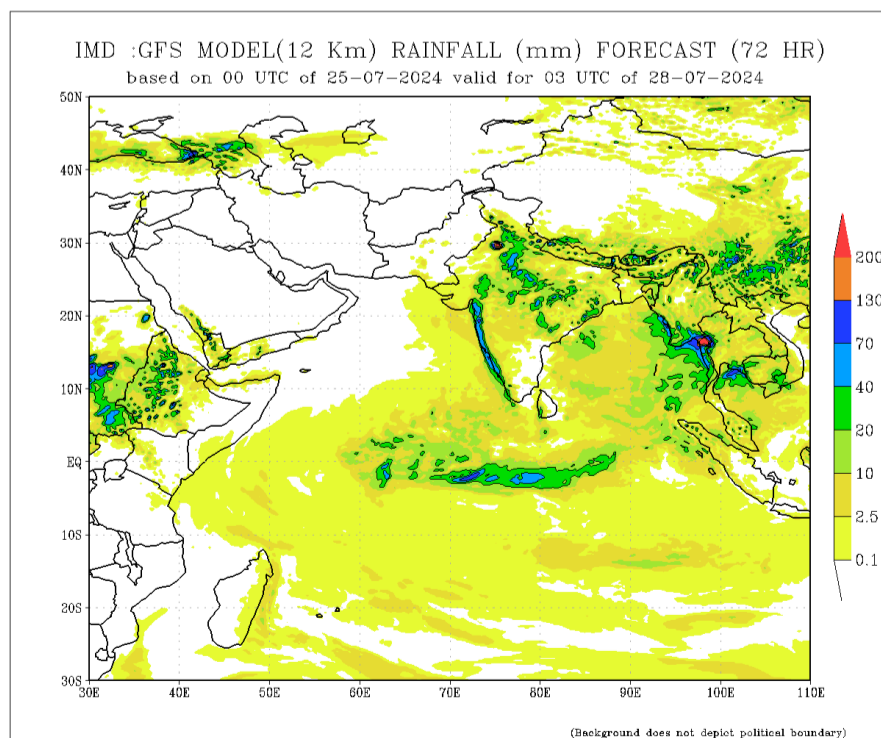 IMD :GFS MODEL(12 Km) RAINFALL (mm) FORECAST (72 HR)
based on 00 UTC of 25-07-2024 valid for 03 UTC of 28-07-2024
50N
40N
30N
20N
10N
EQ
10S
20S
30S
30E 40E 50E 60E 70E 80E 90E 100E 110E
200
130
70
40
20
10
2.5
0.1
(Background does not depict political boundary)